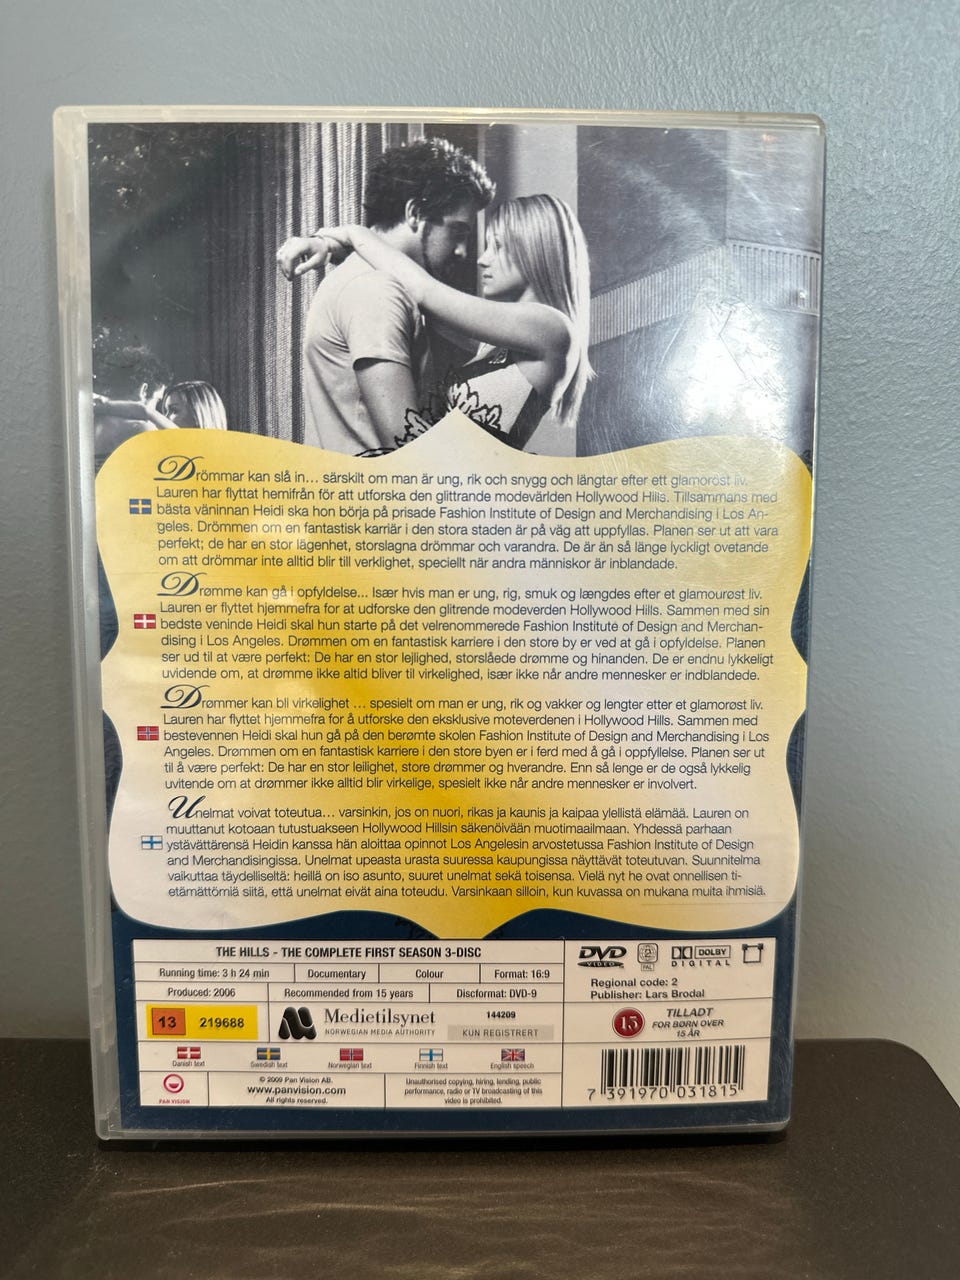 Drömmar kan slå in... särskilt om man är ung, rik och snygg och längtar efter ett glamoröst liv.
Lauren har flyttat hemifrån för att utforska den glittrande modevärlden Hollywood Hills. Tillsammans med
bästa väninnan Heidi ska hon börja på prisade Fashion Institute of Design and Merchandising i Los An-
geles. Drömmen om en fantastisk karriär i den stora staden är på väg att uppfyllas. Planen ser ut att vara
perfekt; de har en stor lägenhet, storslagna drömmar och varandra. De är än så länge lyckligt ovetande
om att drömmar inte alltid blir till verklighet, speciellt när andra människor är inblandade.
Drømme kan gå i opfyldelse... Især hvis man er ung, rig, smuk og længdes efter et glamourøst liv.
Lauren er flyttet hjemmefra for at udforske den glitrende modeverden Hollywood Hills. Sammen med sin
bedste veninde Heidi skal hun starte på det velrenommerede Fashion Institute of Design and Merchan-
dising i Los Angeles. Drømmen om en fantastisk karriere i den store by er ved at gå i opfyldelse. Planen
ser ud til at være perfekt: De har en stor lejlighed, storslåede drømme og hinanden. De er endnu lykkeligt
uvidende om, at drømme ikke altid bliver til virkelighed, især ikke når andre mennesker er indblandede.
Drømmer kan bli virkelighet ... spesielt om man er ung, rik og vakker og lengter etter et glamorøst liv.
Lauren har flyttet hjemmefra for å utforske den eksklusive moteverdenen i Hollywood Hills. Sammen med
bestevennen Heidi skal hun gå på den berømte skolen Fashion Institute of Design and Merchandising i Los
Angeles. Drømmen om en fantastisk karriere i den store byen er i ferd med å gå i oppfyllelse. Planen ser ut
til å være perfekt: De har en stor leilighet, store drømmer og hverandre. Enn så lenge er de også lykkelig
uvitende om at drømmer ikke alltid blir virkelige, spesielt ikke når andre mennesker er involvert.
Unelmat voivat toteutua... varsinkin, jos on nuori, rikas ja kaunis ja kaipaa ylellistä elämää. Lauren on
muuttanut kotoaan tutustuakseen Hollywood Hillsin säkenöivään muotimaailmaan. Yhdessä parhaan
ystävättärensä Heidin kanssa hän aloittaa opinnot Los Angelesin arvostetussa Fashion Institute of Design
and Merchandisingissa. Unelmat upeasta urasta suuressa kaupungissa näyttävät toteutuvan. Suunnitelma
vaikuttaa täydelliseltä: heillä on iso asunto, suuret unelmat sekä toisensa. Vielä nyt he ovat onnellisen ti-
etämättömiä siitä, että unelmat eivät aina toteudu. Varsinkaan silloin, kun kuvassa on mukana muita ihmisiä.
THE HILLS - THE COMPLETE FIRST SEASON 3-DISC
Running time: 3 h 24 min Documentary Colour Format: 16:9
Produced: 2006 Recommended from 15 years Discformat: DVD-9
DVD VIDEO 2 PAL DOLBY DIGITAL
Regional code: 2
Publisher: Lars Brodal
13 219688
Medietilsynet
NORWEGIAN MEDIA AUTHORITY
144209
KUN REGISTRERT
15 TILLADT
FOR BØRN OVER
15 ÅR
Danish text Swedish text Norwegian text Finnish text English speech
PAN VISION
© 2009 Pan Vision AB.
www.panvision.com
All rights reserved.
Unauthorised copying, hiring, lending, public
performance, radio or TV broadcasting of this
video is prohibited.
7 391970 031815